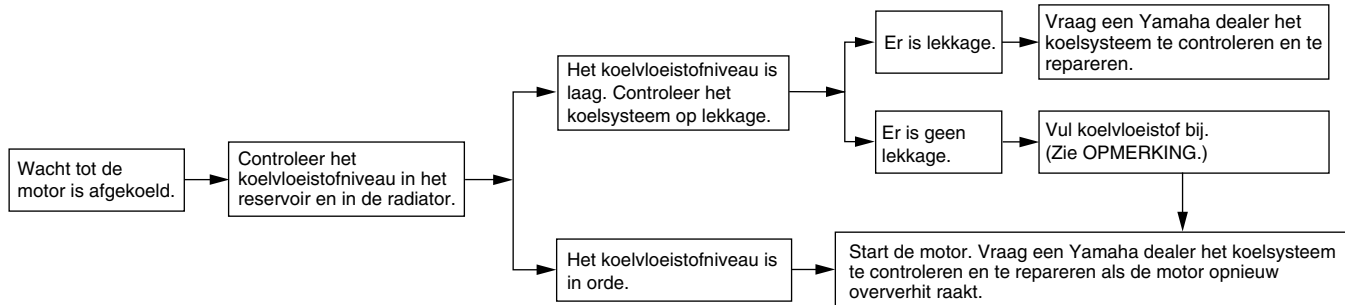 Wacht tot de
motor is afgekoeld.
Controleer het
koelvloeistofniveau in het
reservoir en in de radiator.
Het koelvloeistofniveau is
laag. Controleer het
koelsysteem op lekkage.
Er is lekkage.
Vraag een Yamaha dealer het
koelsysteem te controleren en te
repareren.
Er is geen
lekkage.
Vul koelvloeistof bij.
(Zie OPMERKING.)
Het koelvloeistofniveau is
in orde.
Start de motor. Vraag een Yamaha dealer het koelsysteem
te controleren en te repareren als de motor opnieuw
oververhit raakt.